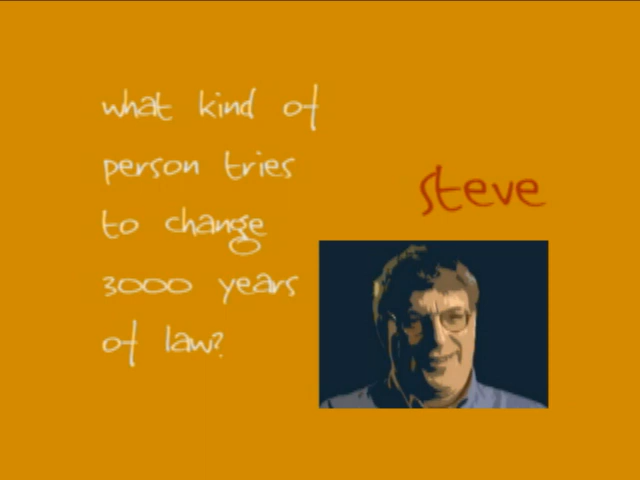 what kind of
person tries
to change
3000 years
of law?
steve